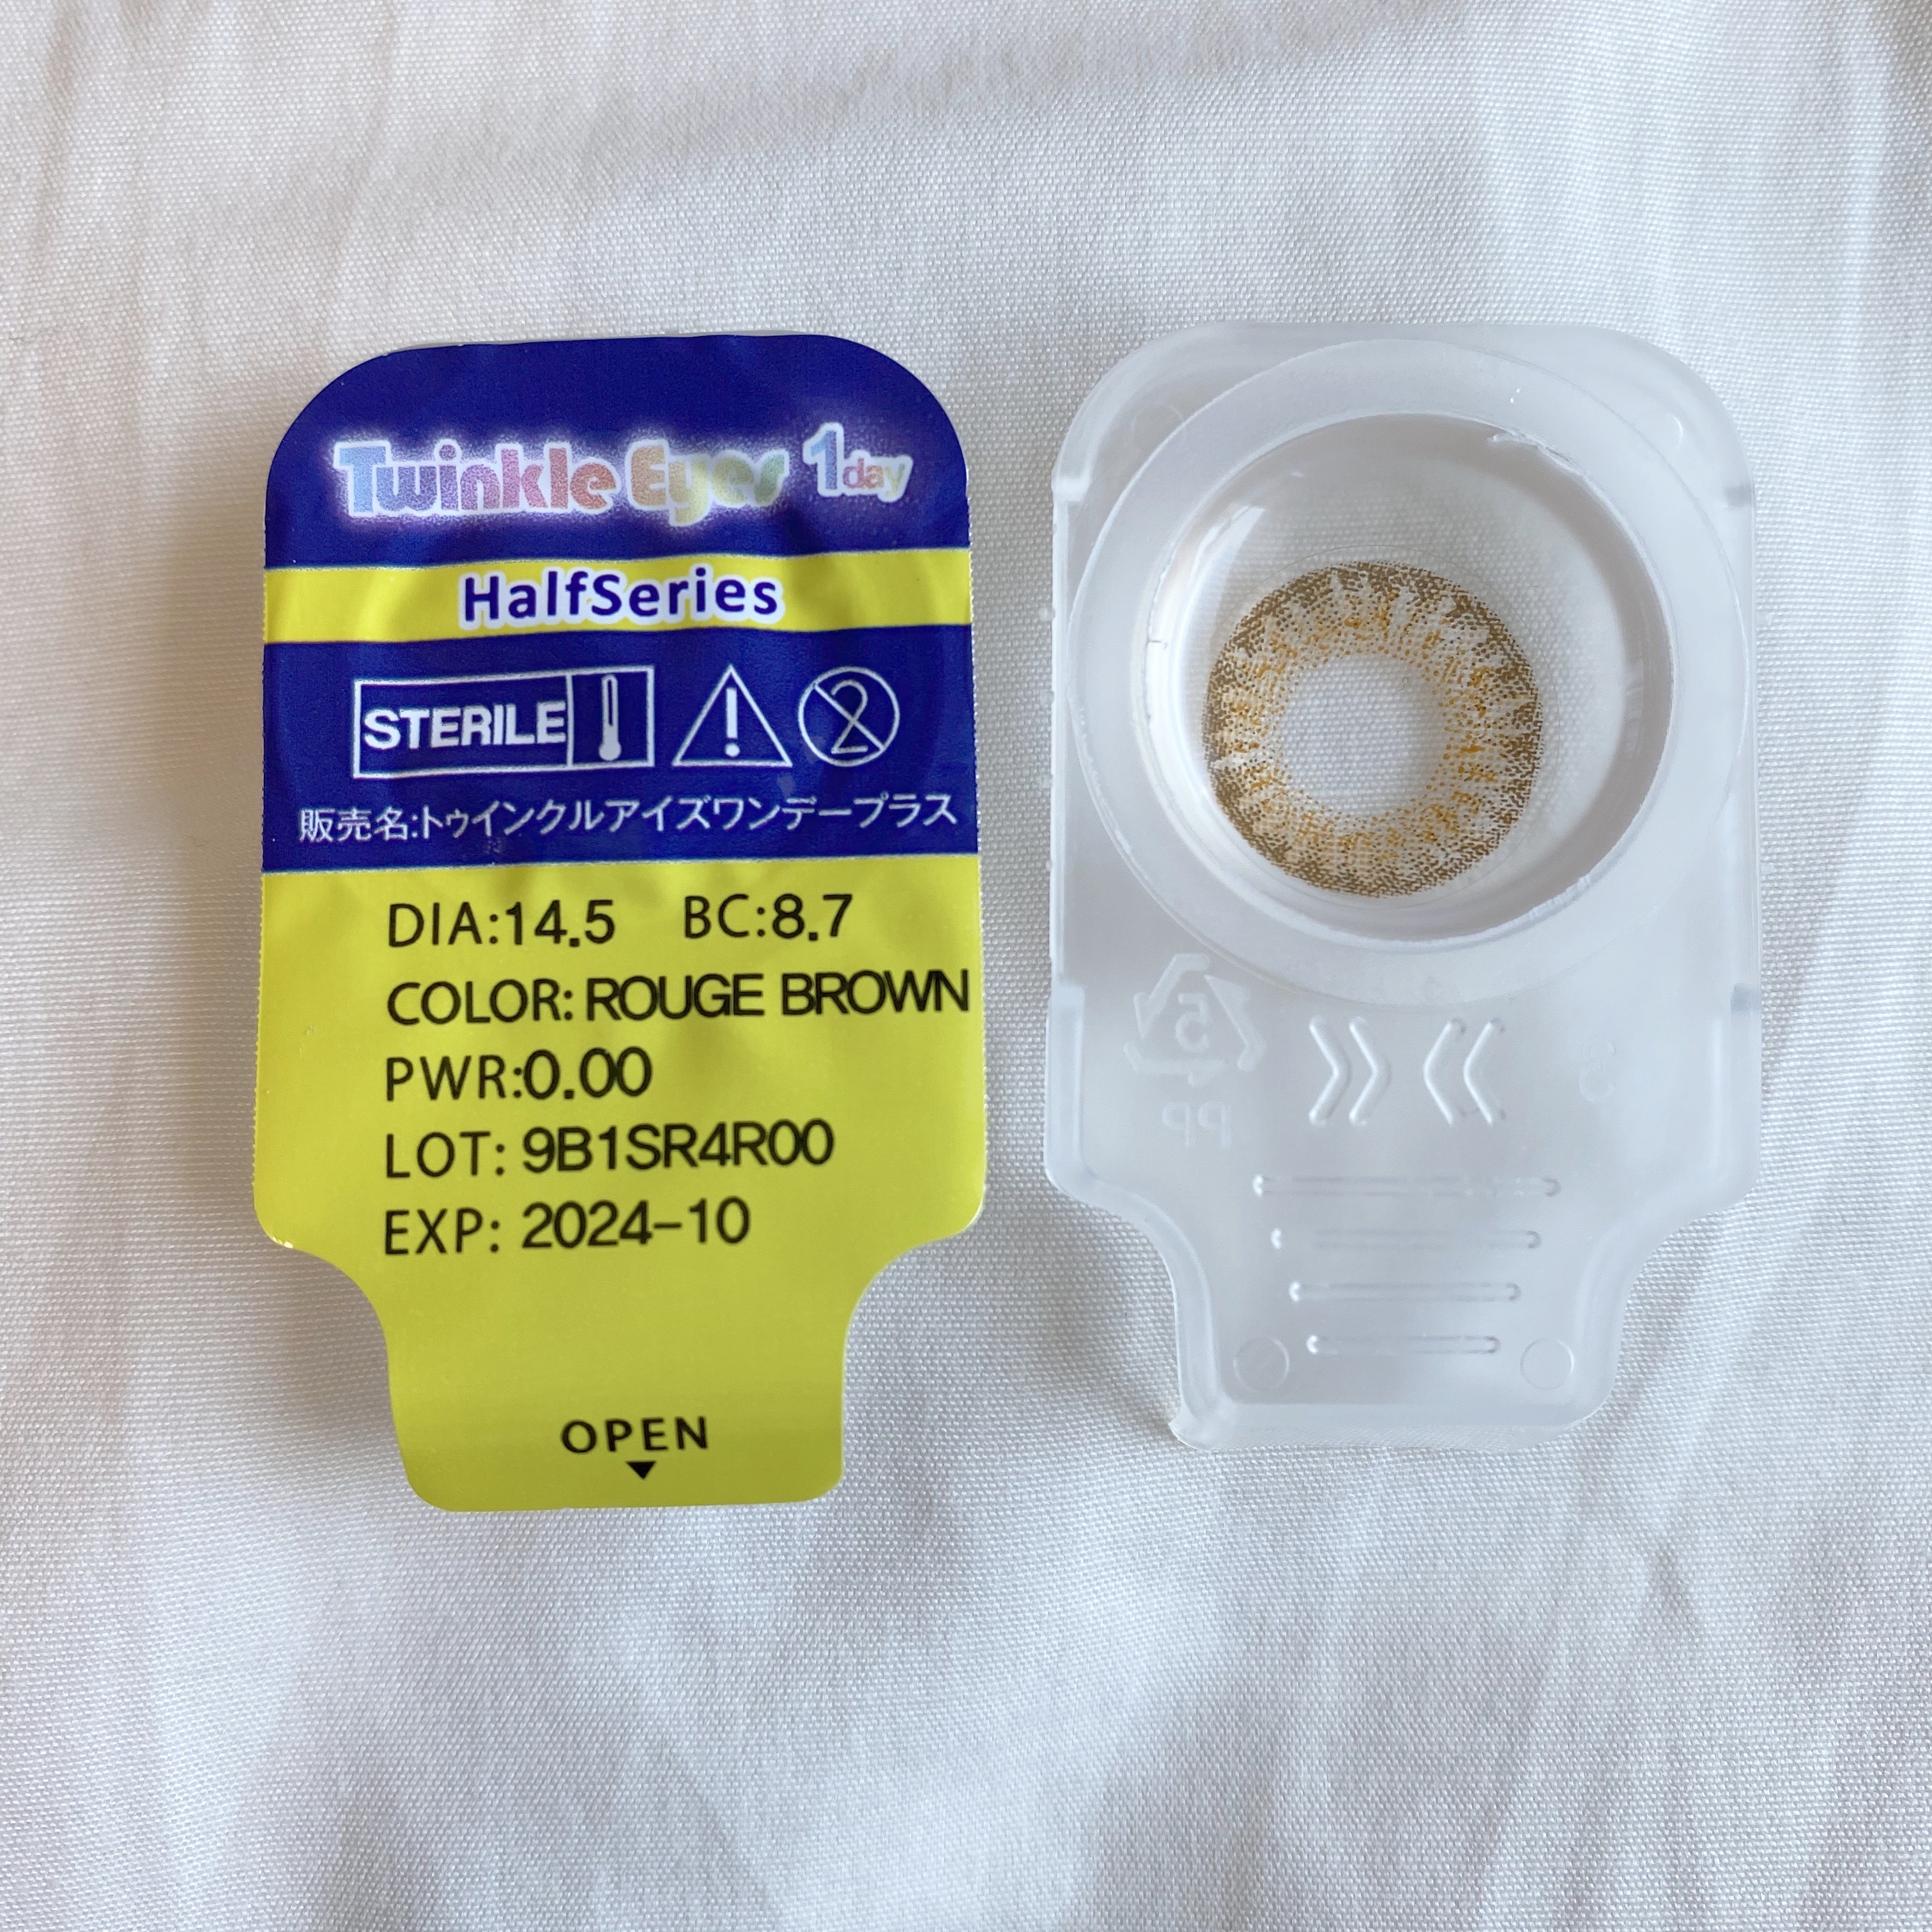 Twinkle Eyes 1day
HalfSeries
STERILE
2
販売名:トゥインクルアイズワンデープラス
DIA:14.5 BC:8.7
COLOR: ROUGE BROWN
PWR:0.00
LOT: 9B1SR4R00
EXP: 2024-10
OPEN
5
PP
3